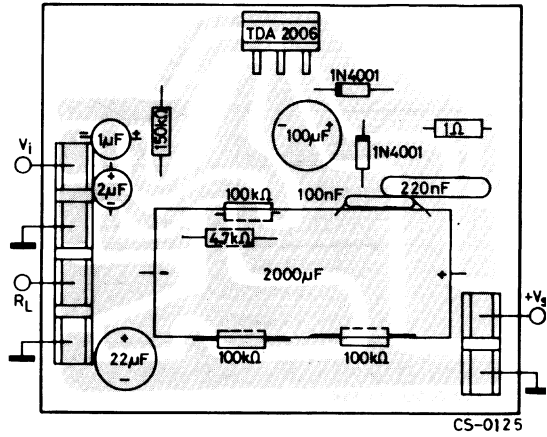 TDA 2006
1N4001
1µF
150kΩ
100µF
1Ω
Vi
1N4001
2µF
100kΩ
100nF
220nF
4.7kΩ
2000µF
RL
+Vs
22µF
100kΩ
100kΩ
CS-0125